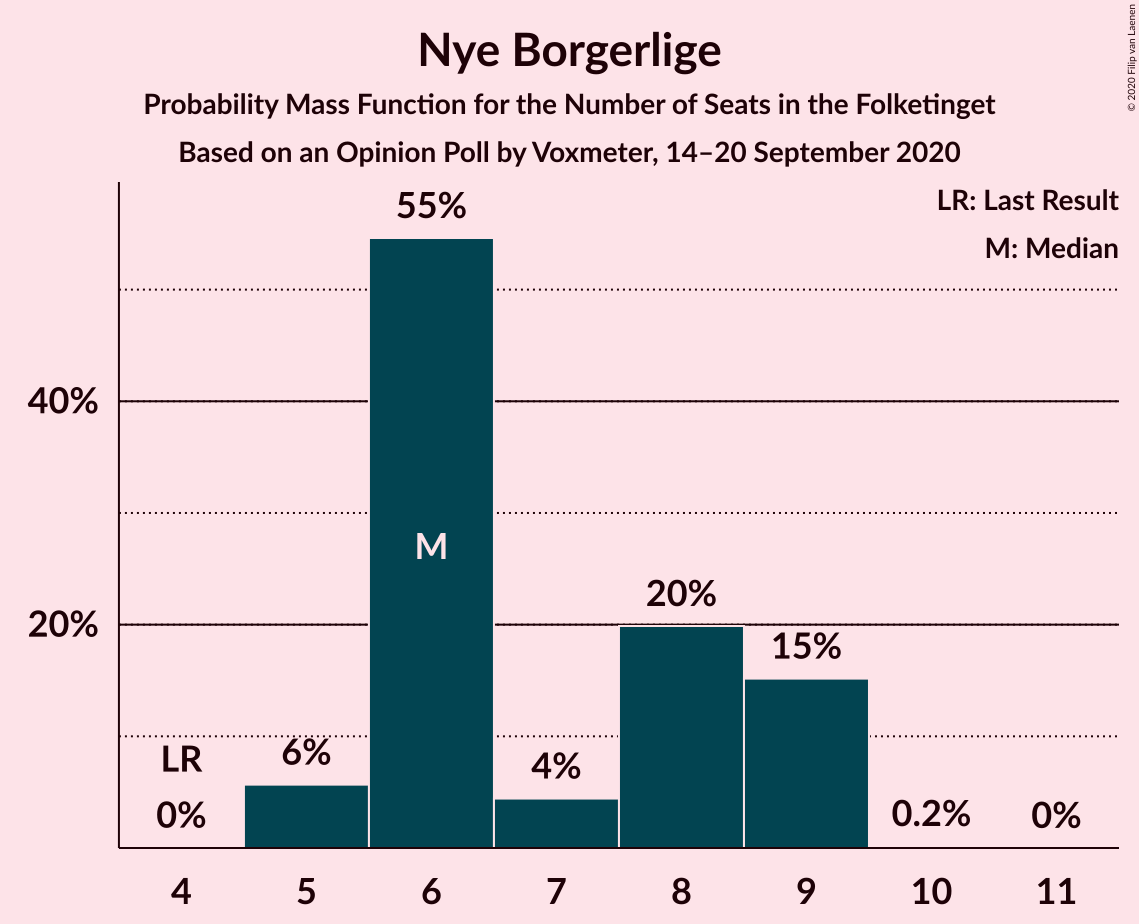 Nye Borgerlige
Probability Mass Function for the Number of Seats in the Folketinget
Based on an Opinion Poll by Voxmeter, 14–20 September 2020
© 2020 Filip van Laenen
LR: Last Result
M: Median
55%
40%
M
20%
20%
15%
LR
6%
4%
0%
0.2%
0%
4 5 6 7 8 9 10 11